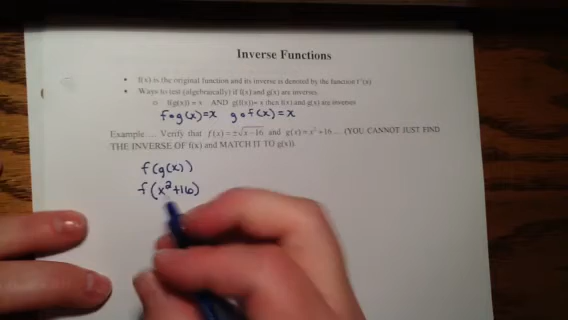 Inverse Functions
• f(x) is the original function and its inverse is denoted by the function f⁻¹(x)
• Ways to test (algebraically) if f(x) and g(x) are inverses
o f(g(x)) = x AND g(f(x)) = x then f(x) and g(x) are inverses
f∘g(x)=x g∘f(x)=x
Example.... Verify that f(x) = ±√x−16 and g(x) = x² + 16.... (YOU CANNOT JUST FIND
THE INVERSE OF f(x) and MATCH IT TO g(x))
f(g(x))
f(x²+16)